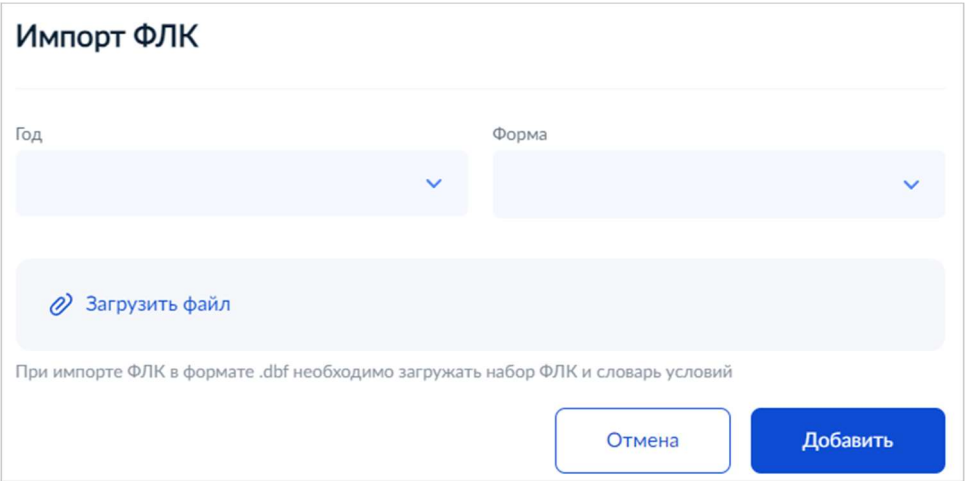 Импорт ФЛК
Год
Форма
Загрузить файл
При импорте ФЛК в формате .dbf необходимо загружать набор ФЛК и словарь условий
Отмена
Добавить